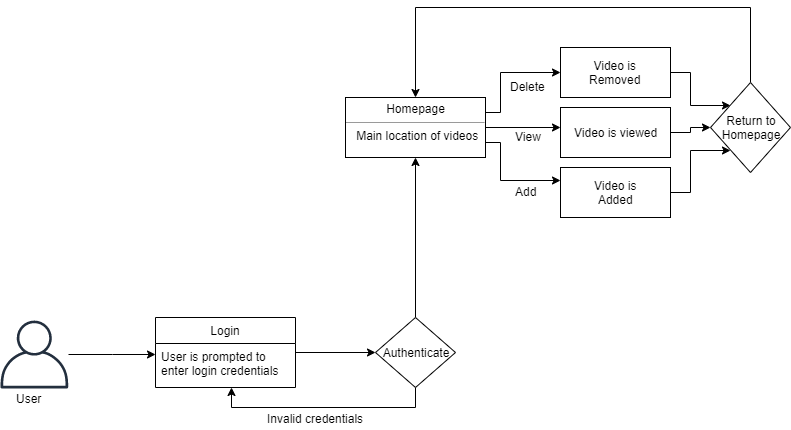 Homepage
Main location of videos
Delete
View
Add
Video is
Removed
Video is viewed
Video is
Added
Return to
Homepage
Login
User is prompted to
enter login credentials
Authenticate
Invalid credentials
User